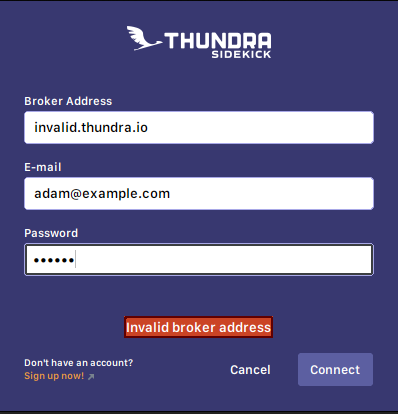 THUNDRA
SIDEKICK
Broker Address
invalid.thundra.io
E-mail
adam@example.com
Password
••••••
Invalid broker address
Don't have an account?
Sign up now! ↗
Cancel
Connect